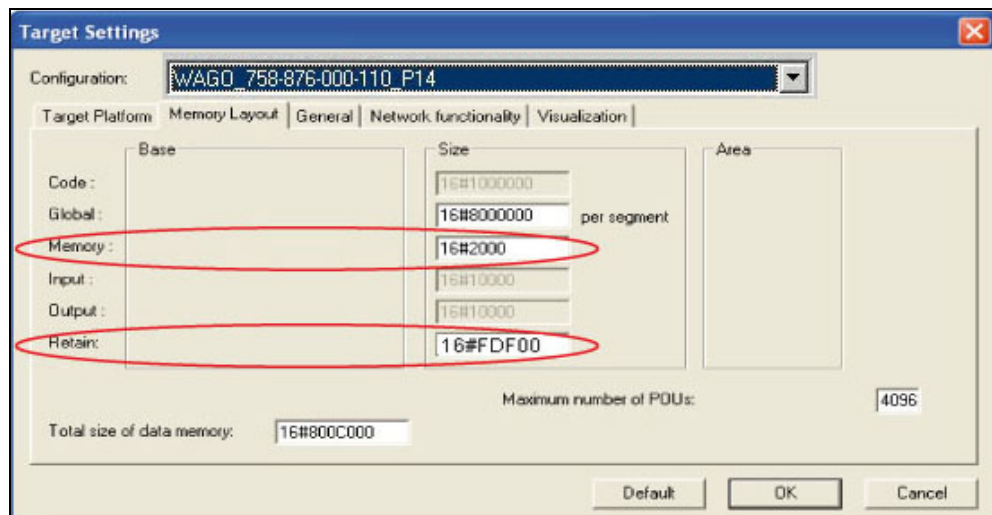 Target Settings
Configuration: WAGO_758-876-000-110_P14
Target Platform Memory Layout General Network functionality Visualization
Base Size Area
Code : 16#1000000
Global : 16#8000000 per segment
Memory : 16#2000
Input : 16#10000
Output : 16#10000
Retain: 16#FDF00
Maximum number of POUs: 4096
Total size of data memory: 16#800C000
Default OK Cancel